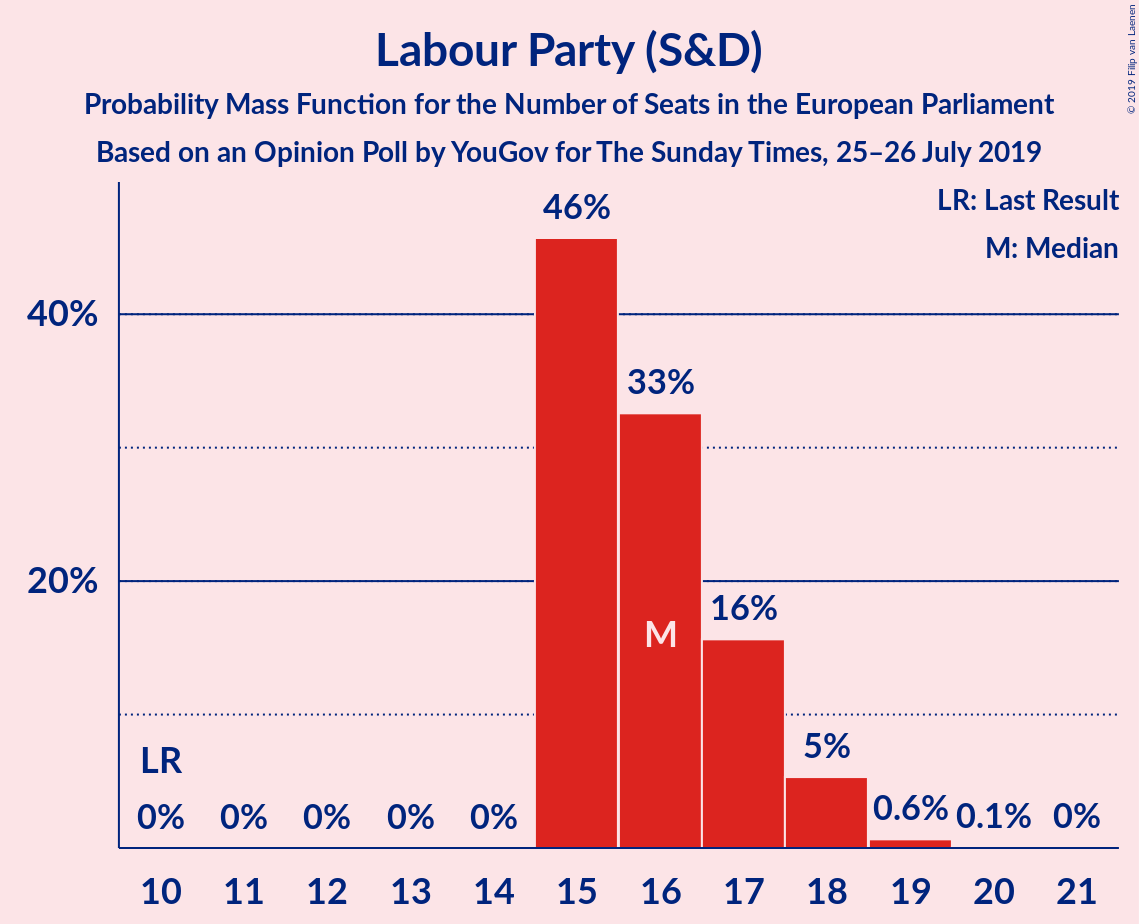 Labour Party (S&D)
Probability Mass Function for the Number of Seats in the European Parliament
Based on an Opinion Poll by YouGov for The Sunday Times, 25–26 July 2019
© 2019 Filip van Laenen
LR: Last Result
M: Median
46%
40%
33%
20%
16%
M
5%
LR
0% 0% 0% 0% 0% 0.6% 0.1% 0%
10 11 12 13 14 15 16 17 18 19 20 21